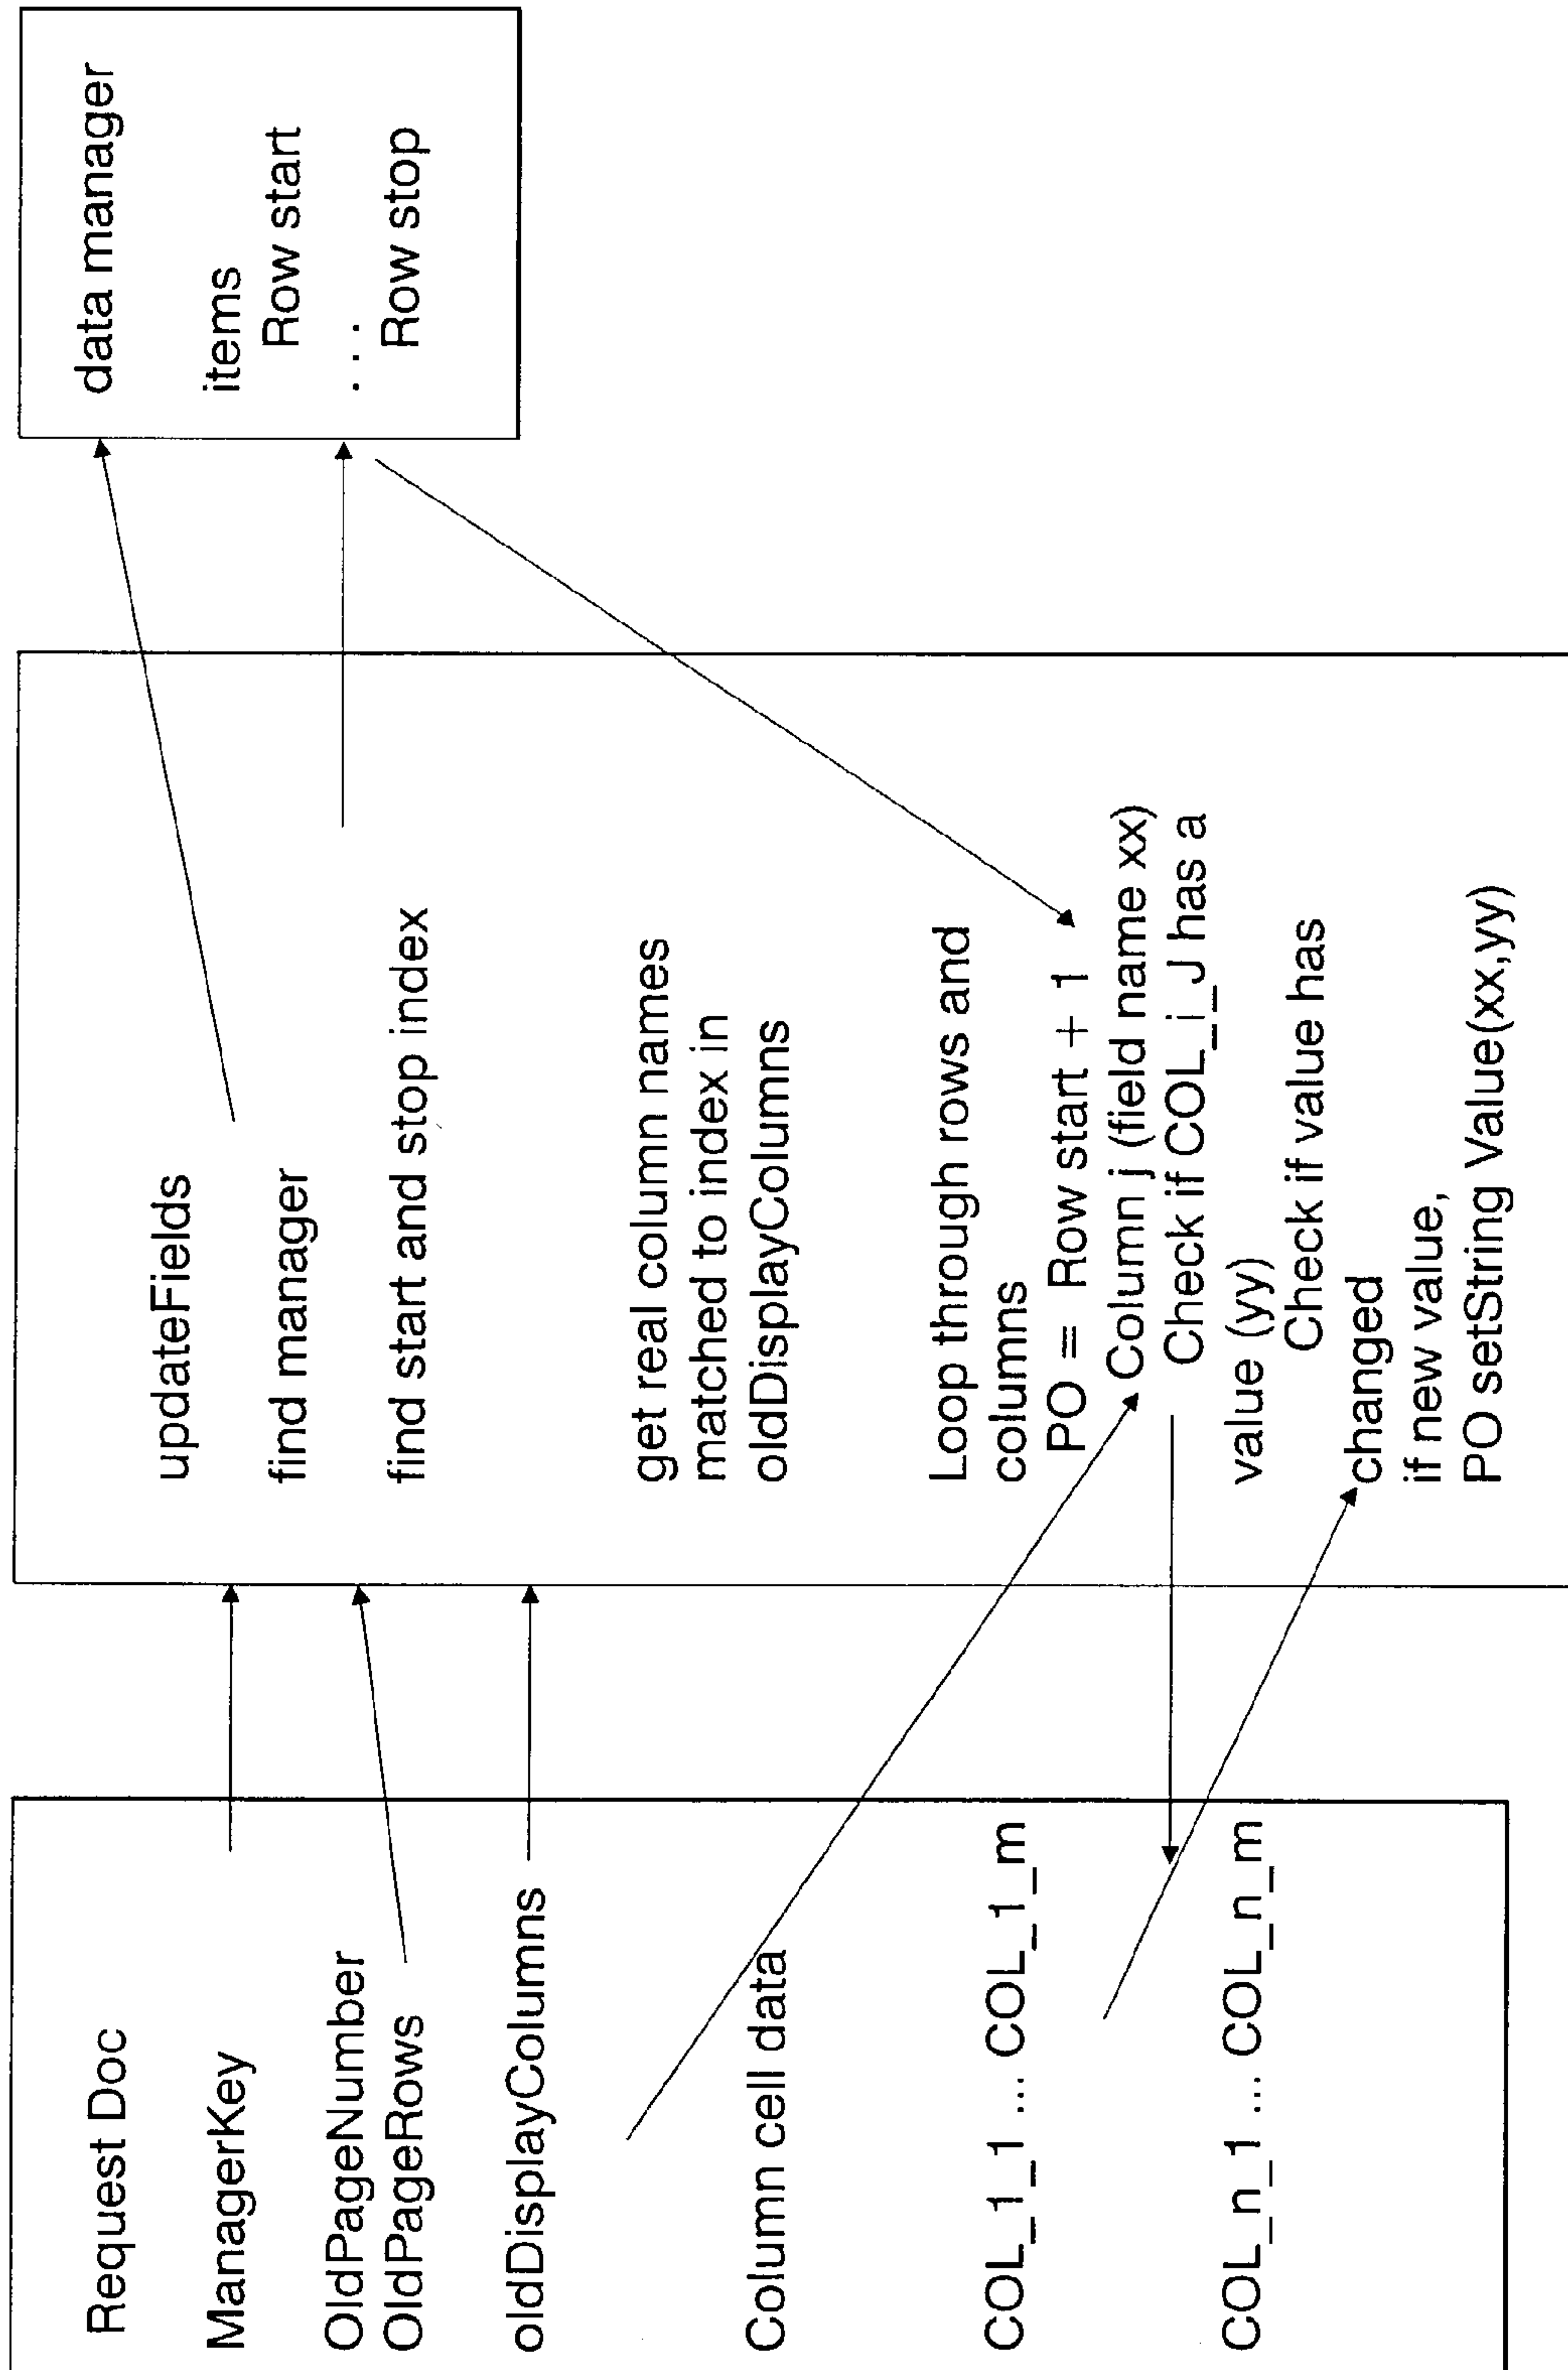 Request Doc
ManagerKey
OldPageNumber
OldPageRows
oldDisplayColumns
Column cell data
COL_1_1 ... COL_1_m
COL_n_1 ... COL_n_m
updateFields
find manager
find start and stop index
get real column names
matched to index in
oldDisplayColumns
Loop through rows and
columns
PO = Row start + 1
Column j (field name xx)
Check if COL_i_J has a
value (yy)
Check if value has
changed
if new value,
PO setString Value(xx,yy)
data manager
items
Row start
. . .
Row stop